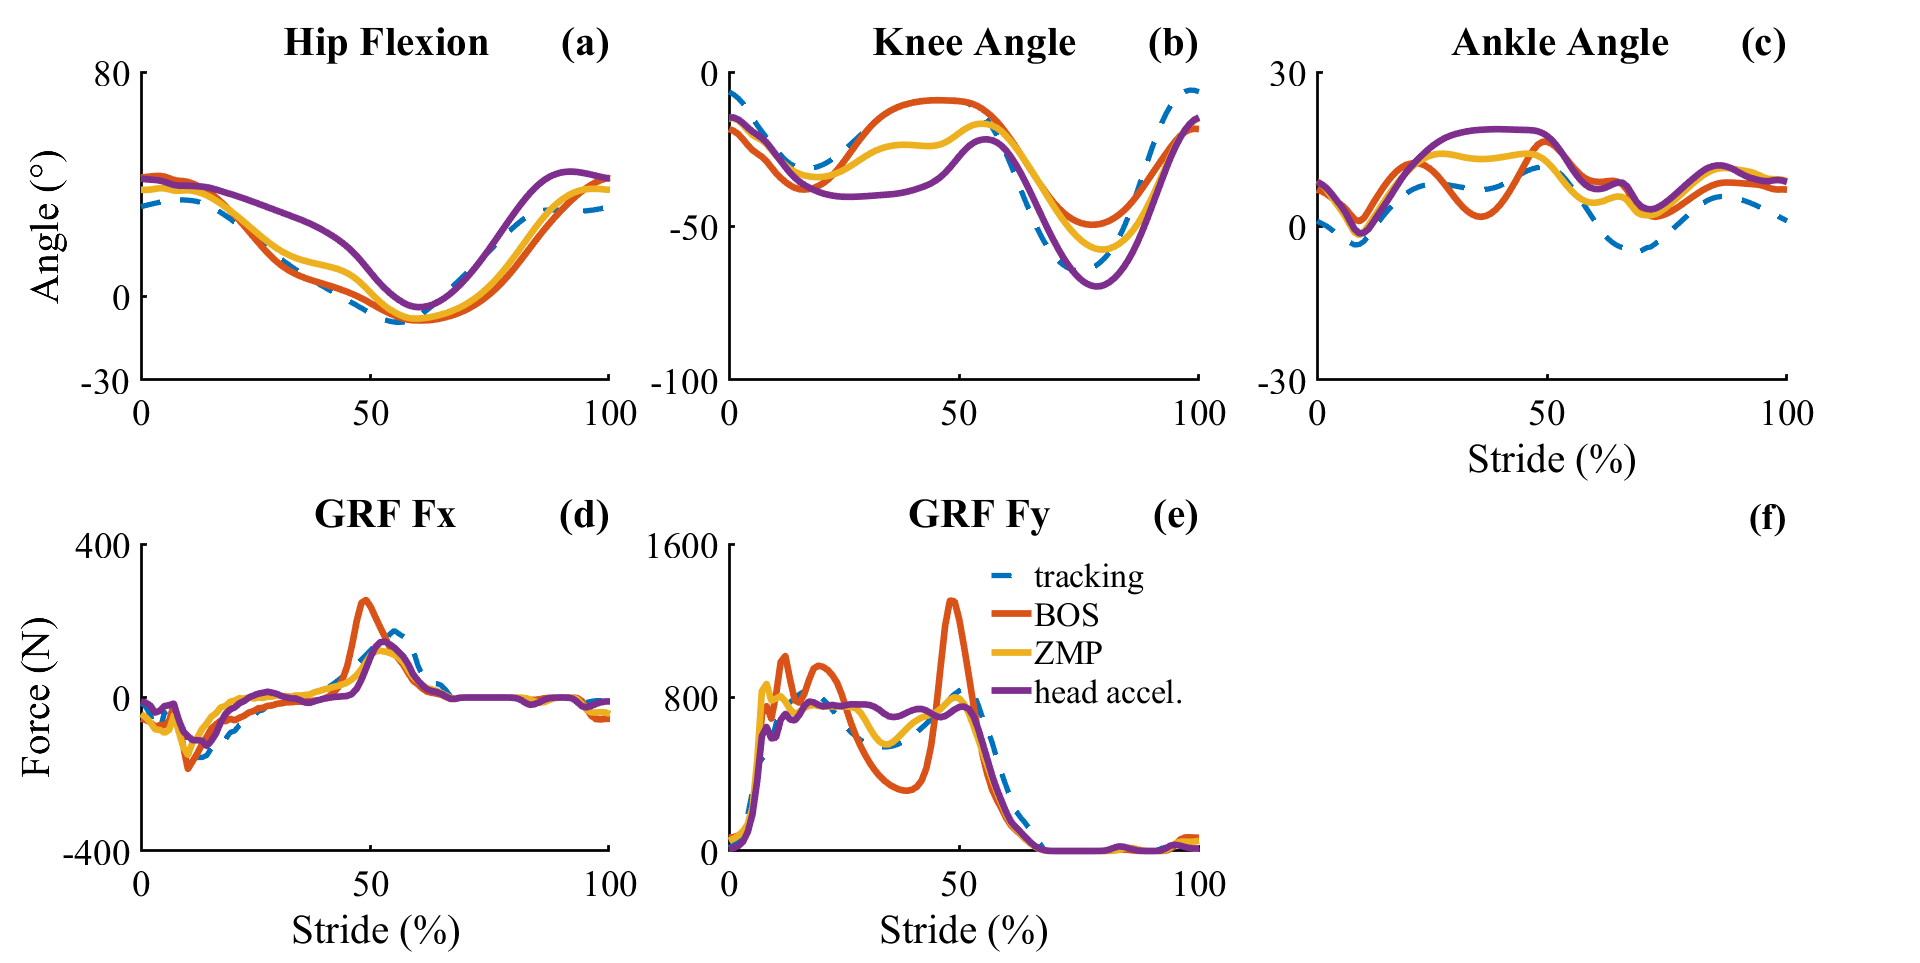 Hip Flexion (a)
Knee Angle (b)
Ankle Angle (c)
80
0
-30
Angle (°)
0 50 100
0
-50
-100
0 50 100
30
0
-30
0 50 100
Stride (%)
GRF Fx (d)
GRF Fy (e)
(f)
400
0
-400
Force (N)
0 50 100
Stride (%)
1600
800
0
tracking
BOS
ZMP
head accel.
0 50 100
Stride (%)